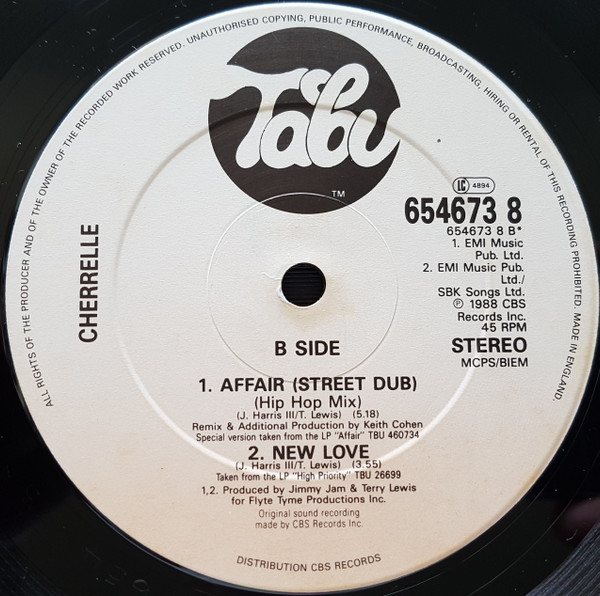 ALL RIGHTS OF THE PRODUCER AND OF THE OWNER OF THE RECORDED WORK RESERVED. UNAUTHORISED COPYING, PUBLIC PERFORMANCE, BROADCASTING, HIRING OR RENTAL OF THIS RECORDING PROHIBITED. MADE IN ENGLAND.
Tabu
TM
LC 4894
654673 8
654673 8 B*
1. EMI Music
Pub. Ltd.
2. EMI Music Pub.
Ltd./
SBK Songs Ltd.
℗ 1988 CBS
Records Inc.
45 RPM
STEREO
MCPS/BIEM
CHERRELLE
B SIDE
1. AFFAIR (STREET DUB)
(Hip Hop Mix)
(J. Harris III/T. Lewis) (5.18)
Remix & Additional Production by Keith Cohen
Special version taken from the LP "Affair" TBU 460734
2. NEW LOVE
(J. Harris III/T. Lewis) (3.55)
Taken from the LP "High Priority" TBU 26699
1,2. Produced by Jimmy Jam & Terry Lewis
for Flyte Tyme Productions Inc.
Original sound recording
made by CBS Records Inc.
DISTRIBUTION CBS RECORDS